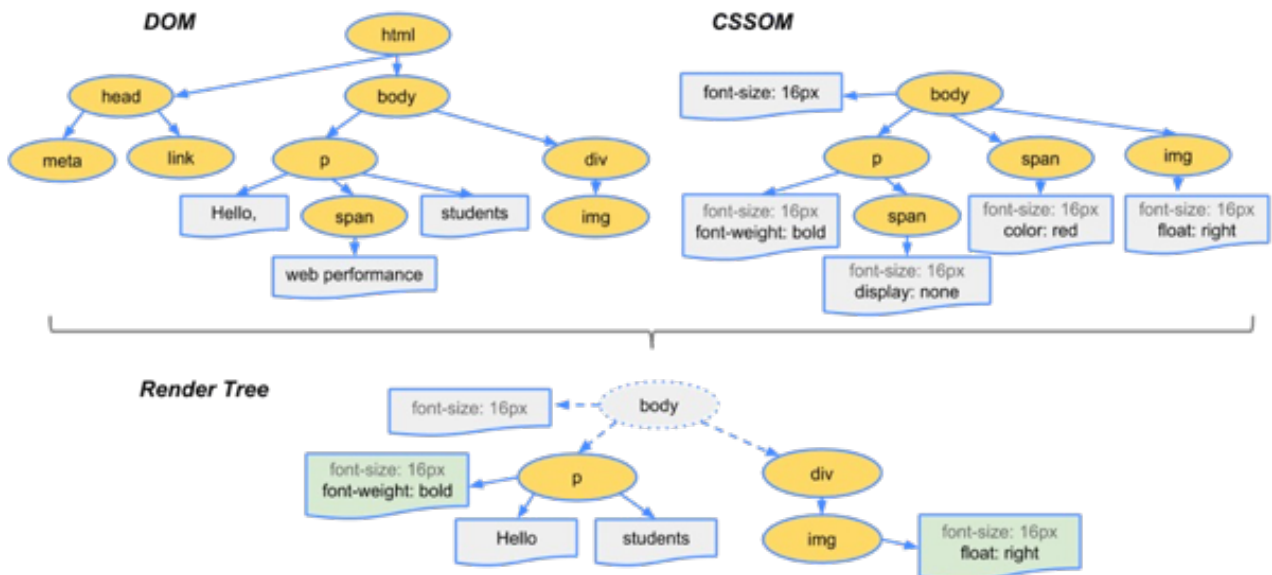 DOM
html
head
body
meta
link
p
div
Hello,
span
students
img
web performance
CSSOM
font-size: 16px
body
p
span
img
font-size: 16px
font-weight: bold
span
font-size: 16px
color: red
font-size: 16px
float: right
font-size: 16px
display: none
Render Tree
font-size: 16px
body
font-size: 16px
font-weight: bold
p
div
Hello
students
img
font-size: 16px
float: right